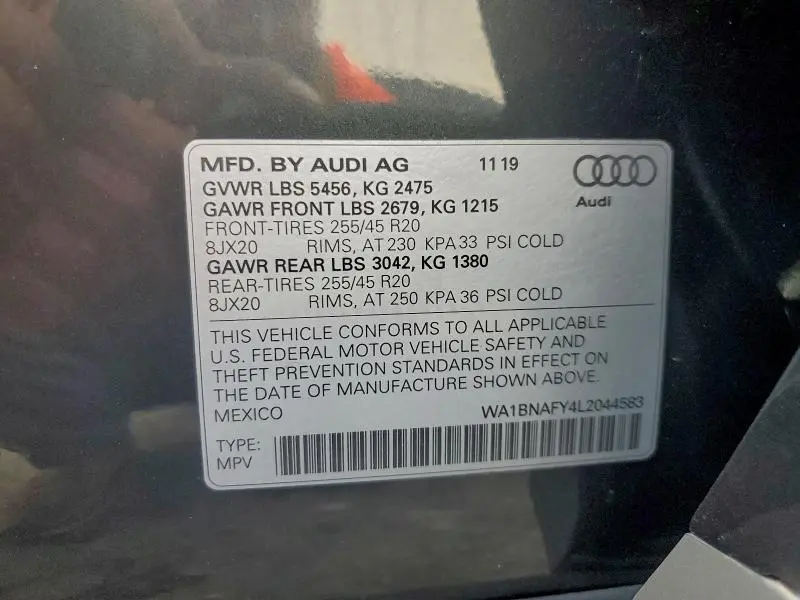 MFD. BY AUDI AG 11 19
GVWR LBS 5456, KG 2475
GAWR FRONT LBS 2679, KG 1215
FRONT-TIRES 255/45 R20
8JX20 RIMS, AT 230 KPA 33 PSI COLD
GAWR REAR LBS 3042, KG 1380
REAR-TIRES 255/45 R20
8JX20 RIMS, AT 250 KPA 36 PSI COLD
Audi
THIS VEHICLE CONFORMS TO ALL APPLICABLE
U.S. FEDERAL MOTOR VEHICLE SAFETY AND
THEFT PREVENTION STANDARDS IN EFFECT ON
THE DATE OF MANUFACTURE SHOWN ABOVE.
MEXICO WA1BNAFY4L2044583
TYPE:
MPV